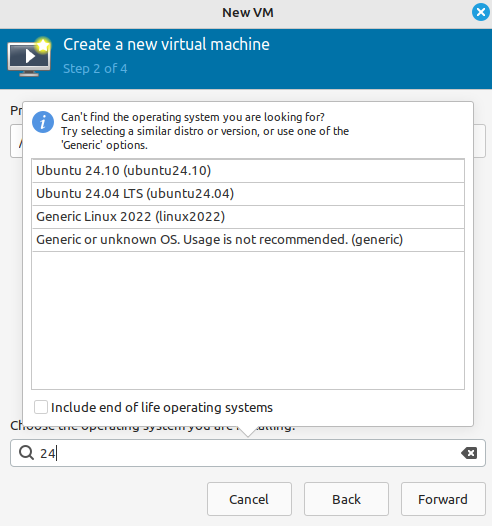 New VM
Create a new virtual machine
Step 2 of 4
Can't find the operating system you are looking for?
Try selecting a similar distro or version, or use one of the
'Generic' options.
Ubuntu 24.10 (ubuntu24.10)
Ubuntu 24.04 LTS (ubuntu24.04)
Generic Linux 2022 (linux2022)
Generic or unknown OS. Usage is not recommended. (generic)
Include end of life operating systems
Choose the operating system you are installing:
24
Cancel
Back
Forward